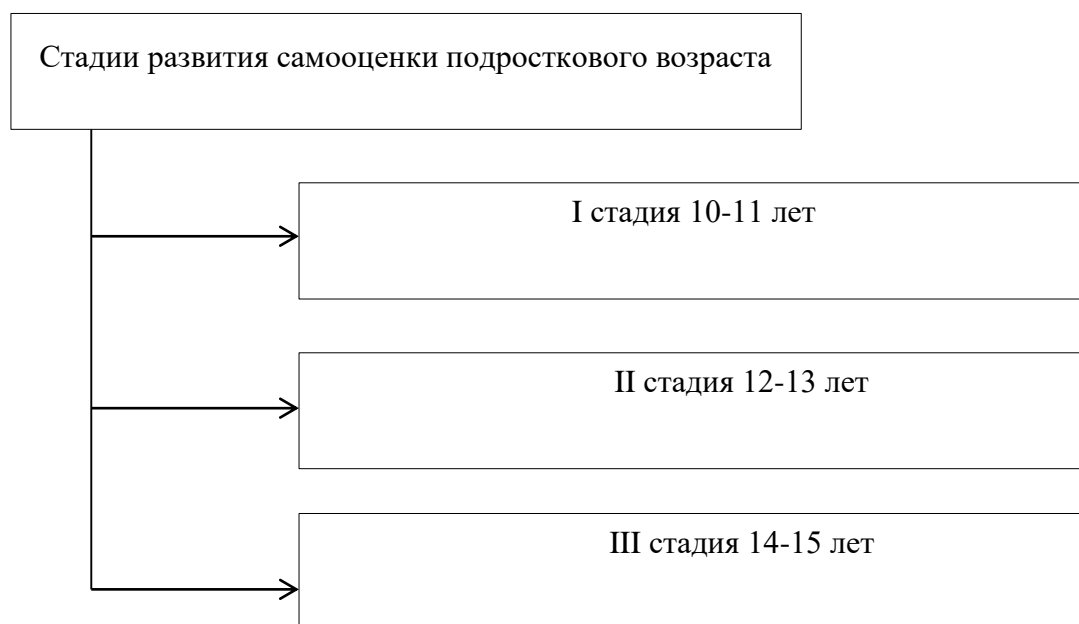 Стадии развития самооценки подросткового возраста
I стадия 10-11 лет
II стадия 12-13 лет
III стадия 14-15 лет